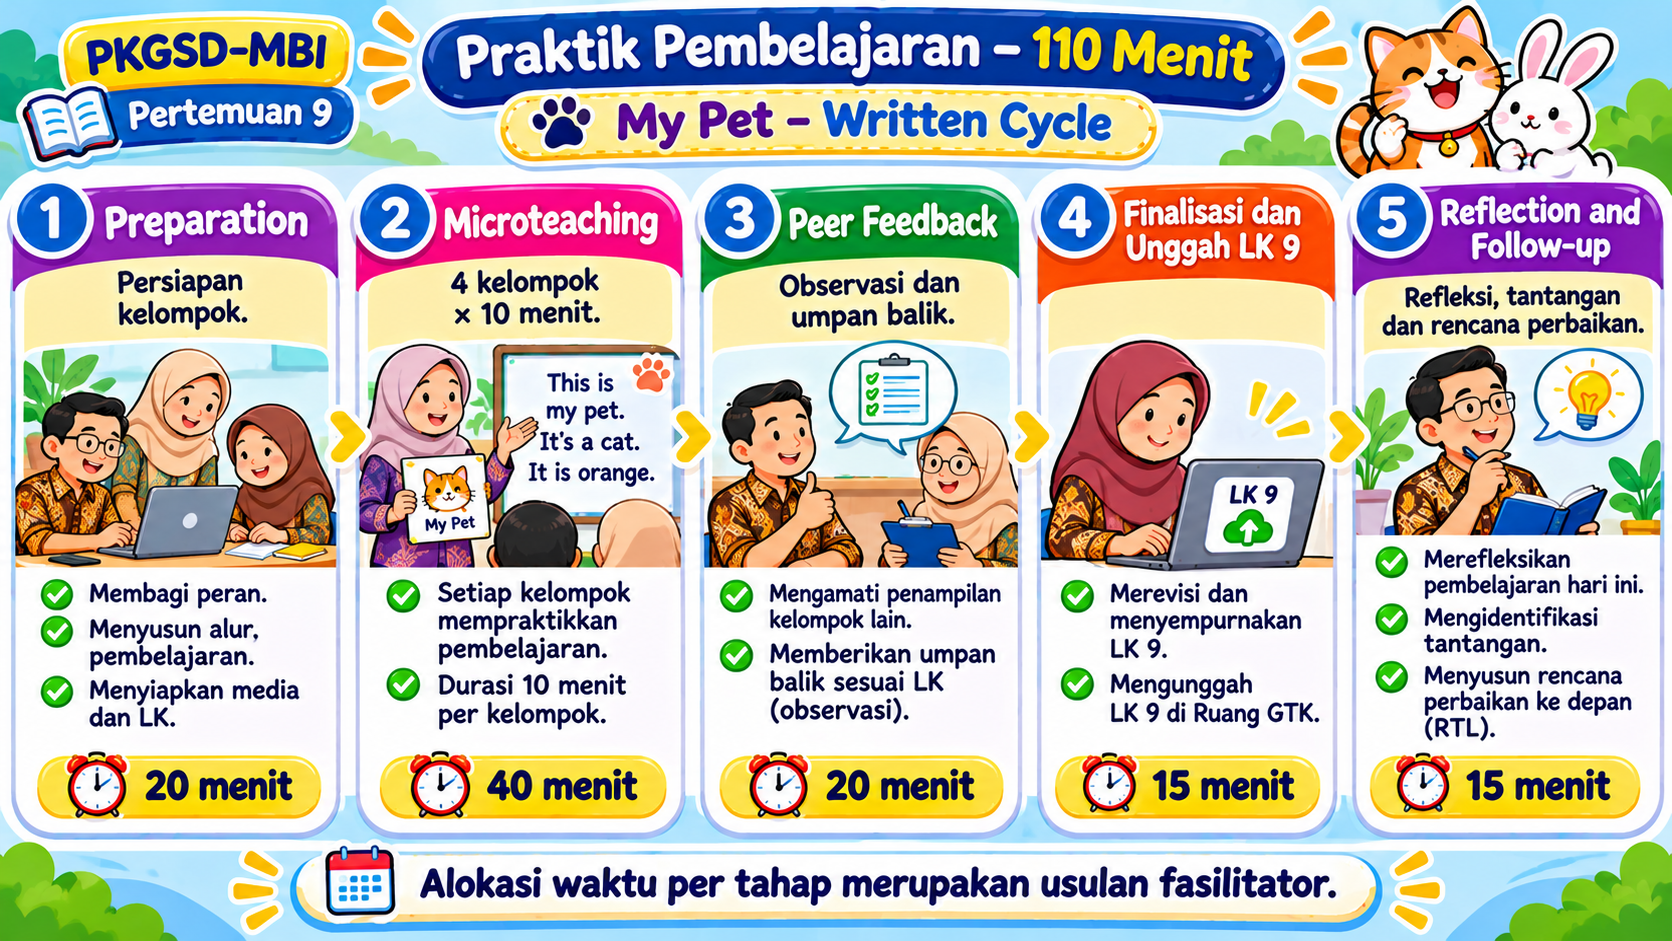 PKGSD-MBI
Pertemuan 9
Praktik Pembelajaran – 110 Menit
My Pet – Written Cycle
1 Preparation
Persiapan
kelompok.
Membagi peran.
Menyusun alur,
pembelajaran.
Menyiapkan media
dan LK.
20 menit
2 Microteaching
4 kelompok
× 10 menit.
This is
my pet.
It's a cat.
It is orange.
My Pet
Setiap kelompok
mempraktikkan
pembelajaran.
Durasi 10 menit
per kelompok.
40 menit
3 Peer Feedback
Observasi dan
umpan balik.
Mengamati penampilan
kelompok lain.
Memberikan umpan
balik sesuai LK
(observasi).
20 menit
4 Finalisasi dan
Unggah LK 9
LK 9
Merevisi dan
menyempurnakan
LK 9.
Mengunggah
LK 9 di Ruang GTK.
15 menit
5 Reflection and
Follow-up
Refleksi, tantangan
dan rencana perbaikan.
Merefleksikan
pembelajaran hari ini.
Mengidentifikasi
tantangan.
Menyusun rencana
perbaikan ke depan
(RTL).
15 menit
Alokasi waktu per tahap merupakan usulan fasilitator.